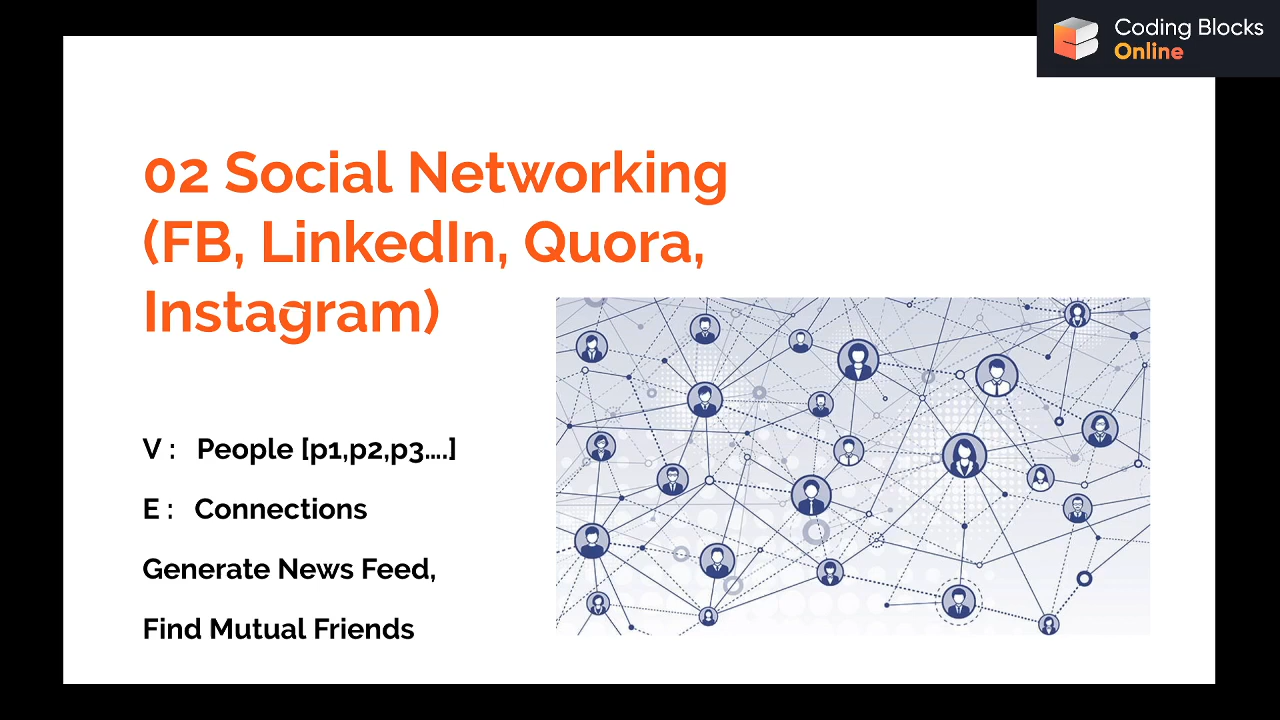 Coding Blocks
Online
02 Social Networking
(FB, LinkedIn, Quora,
Instagram)
V : People [p1,p2,p3....]
E : Connections
Generate News Feed,
Find Mutual Friends